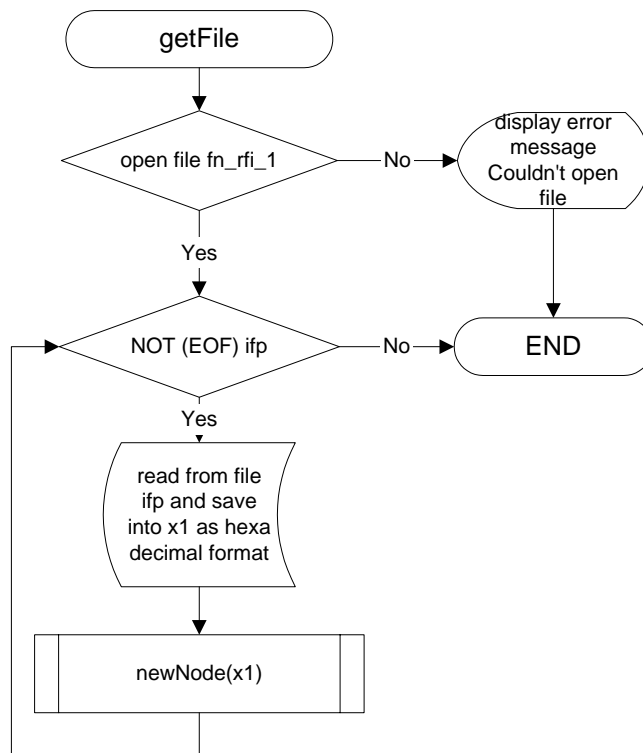 getFile
open file fn_rfi_1
No
display error
message
Couldn't open
file
Yes
NOT (EOF) ifp
No
END
Yes
read from file
ifp and save
into x1 as hexa
decimal format
newNode(x1)